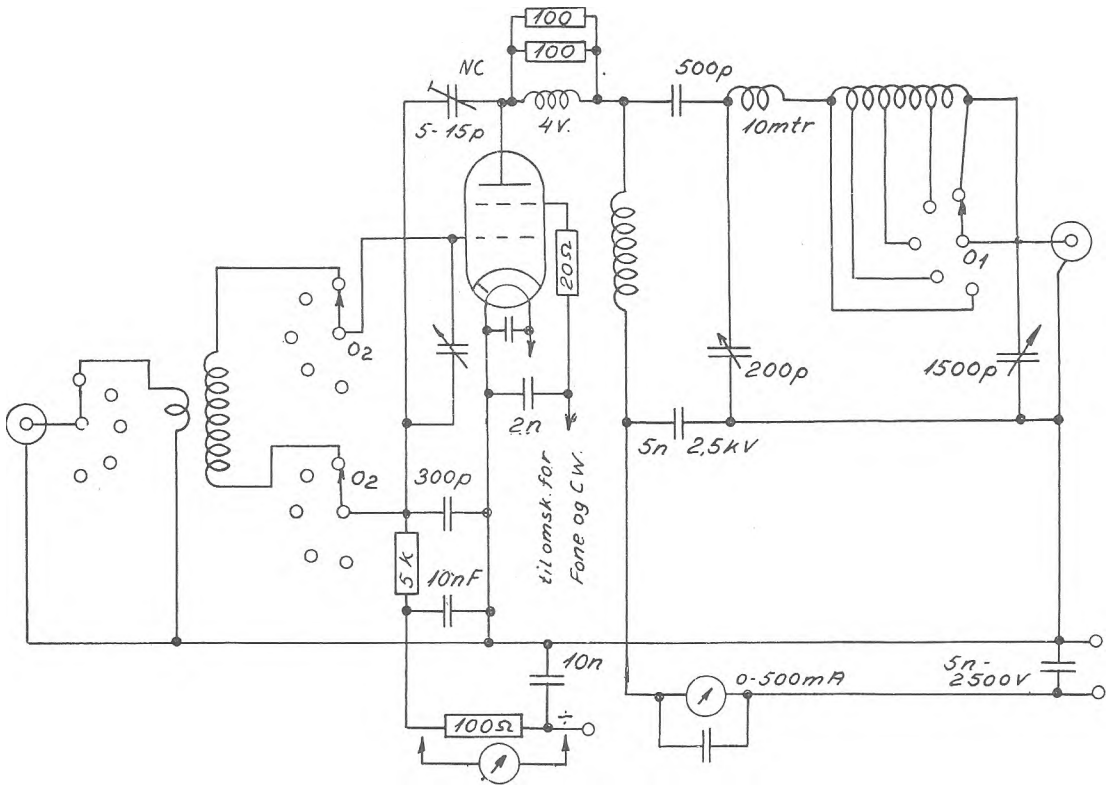 100
100
NC
5-15p
4v.
500p
10mtr
20Ω
O1
O2
200p
1500p
2n
5n 2,5kV
O2
300p
til omsk. for
Fone og CW.
5k
10nF
10n
0-500mA
5n-
2500V
100Ω
÷